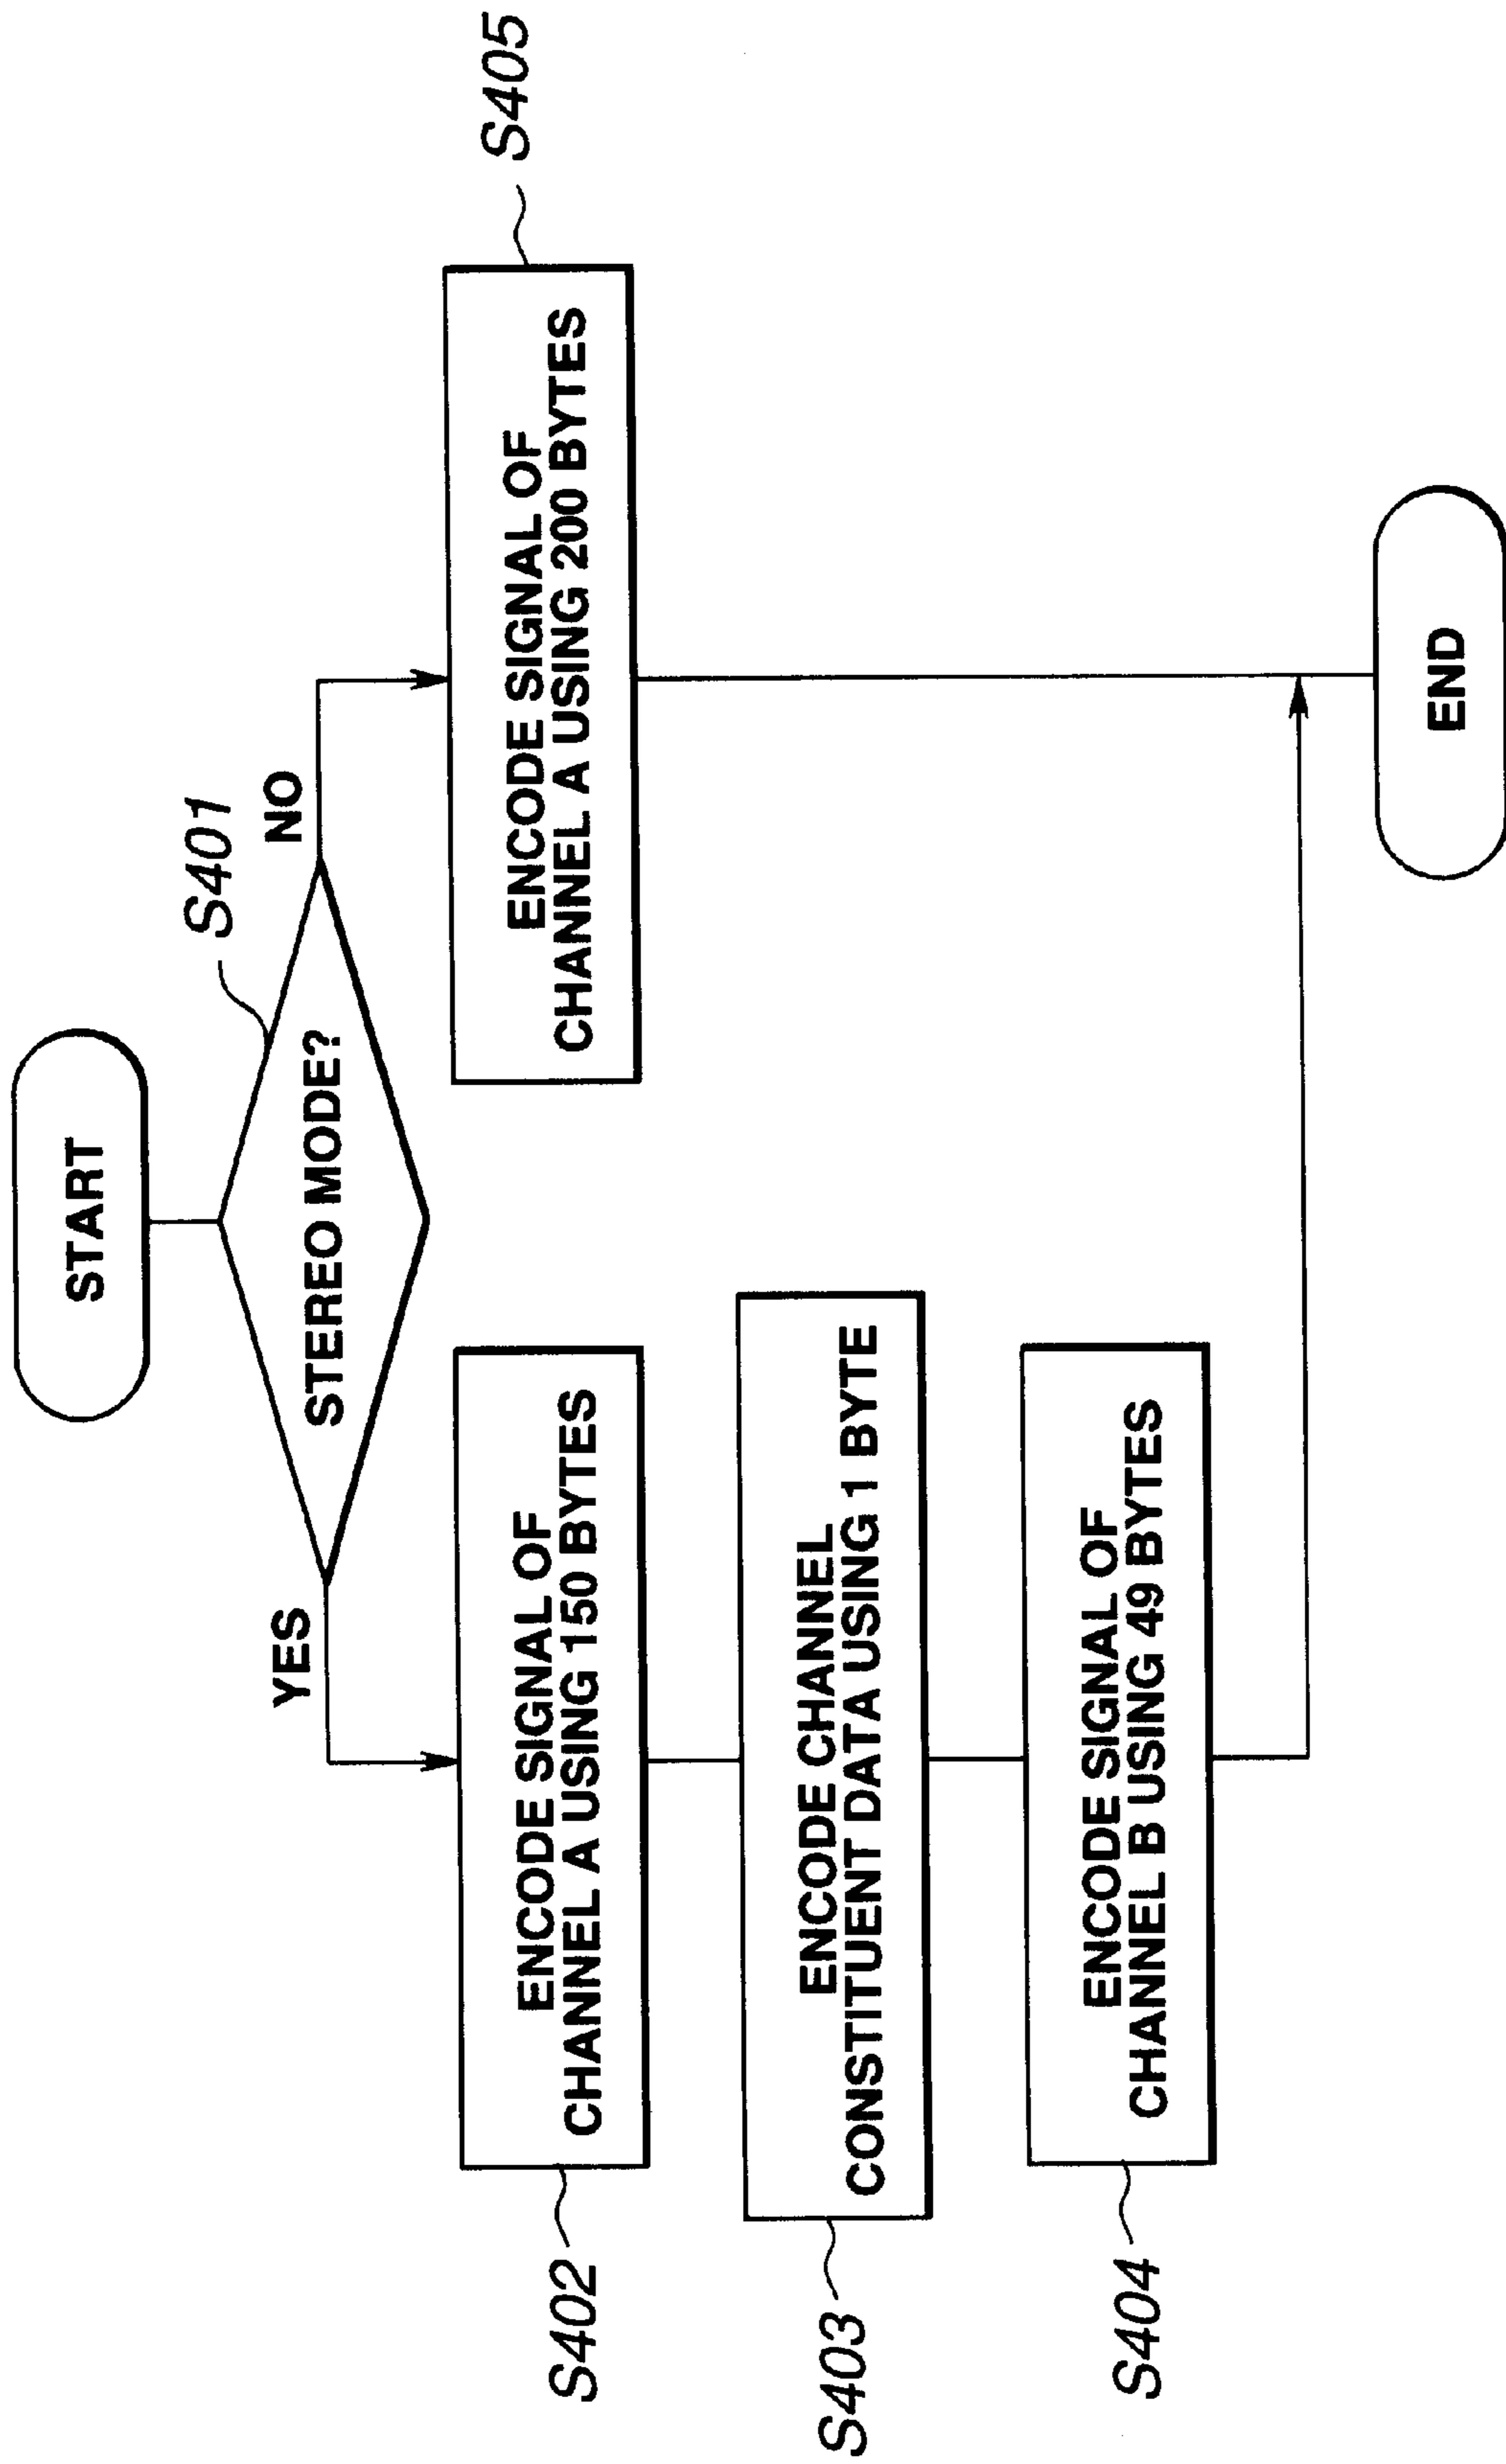 START
S401
STEREO MODE?
YES
NO
S402
ENCODE SIGNAL OF
CHANNEL A USING 150 BYTES
S405
ENCODE SIGNAL OF
CHANNEL A USING 200 BYTES
S403
ENCODE CHANNEL
CONSTITUENT DATA USING 1 BYTE
S404
ENCODE SIGNAL OF
CHANNEL B USING 49 BYTES
END